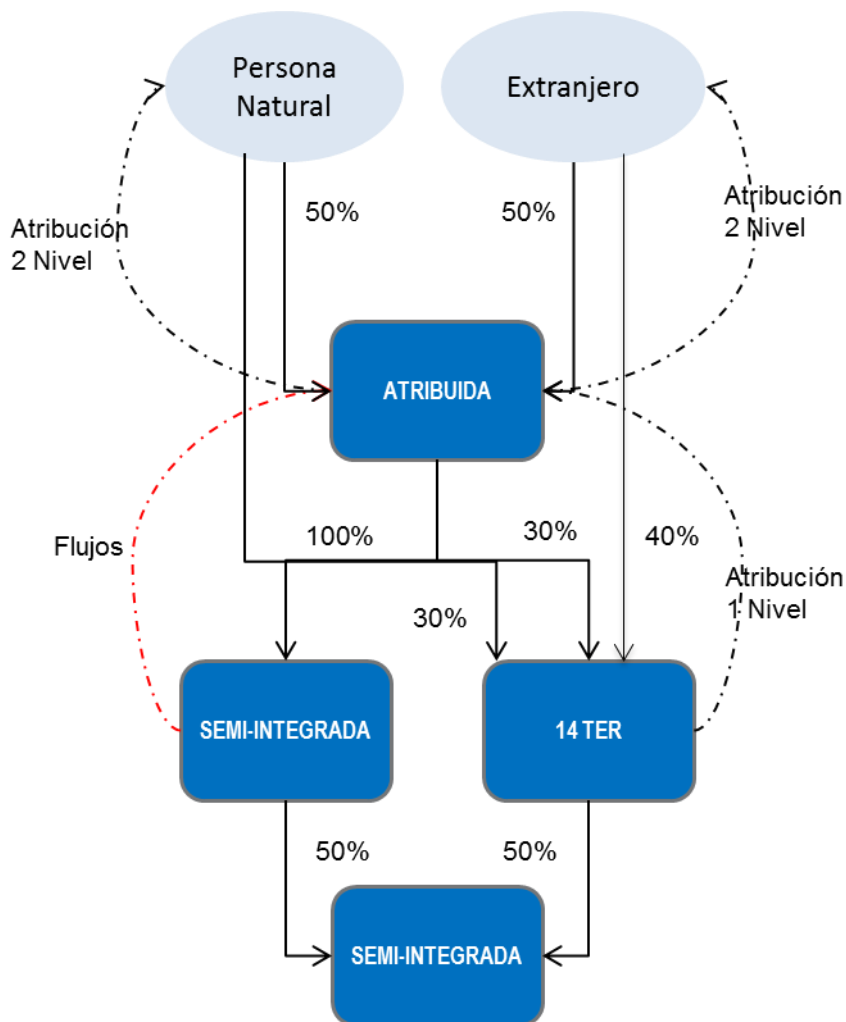 Persona
Natural
Extranjero
50%
50%
Atribución
2 Nivel
Atribución
2 Nivel
ATRIBUIDA
Flujos
100%
30%
40%
Atribución
1 Nivel
30%
SEMI-INTEGRADA
14 TER
50%
50%
SEMI-INTEGRADA